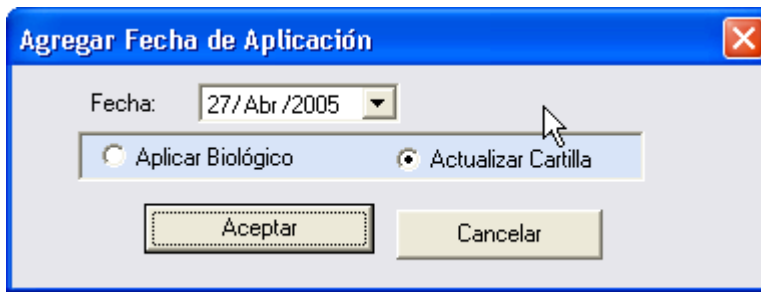 Agregar Fecha de Aplicación
Fecha: 27/Abr/2005
Aplicar Biológico Actualizar Cartilla
Aceptar Cancelar